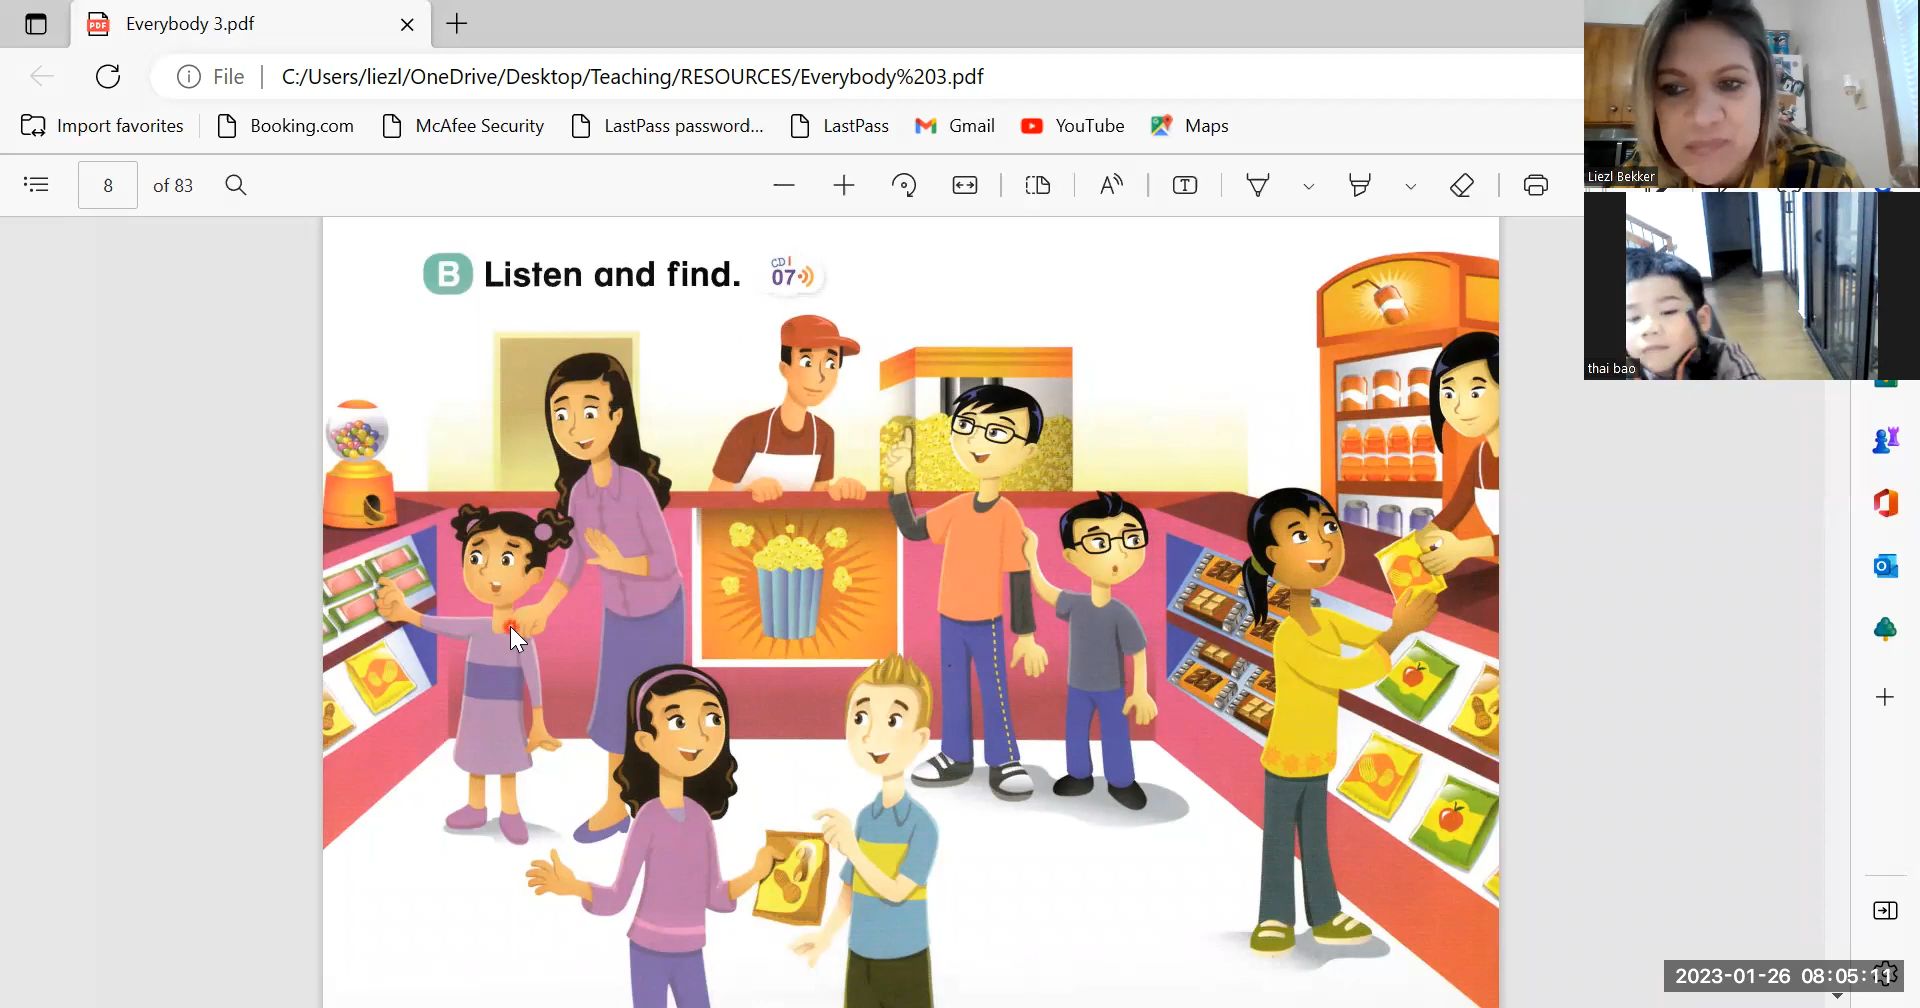 Everybody 3.pdf
File
C:/Users/liezl/OneDrive/Desktop/Teaching/RESOURCES/Everybody%203.pdf
Import favorites
Booking.com
McAfee Security
LastPass password...
LastPass
Gmail
YouTube
Maps
8
of 83
Liezl Bekker
thai bao
B Listen and find.
CD1
07
2023-01-26 08:05:11